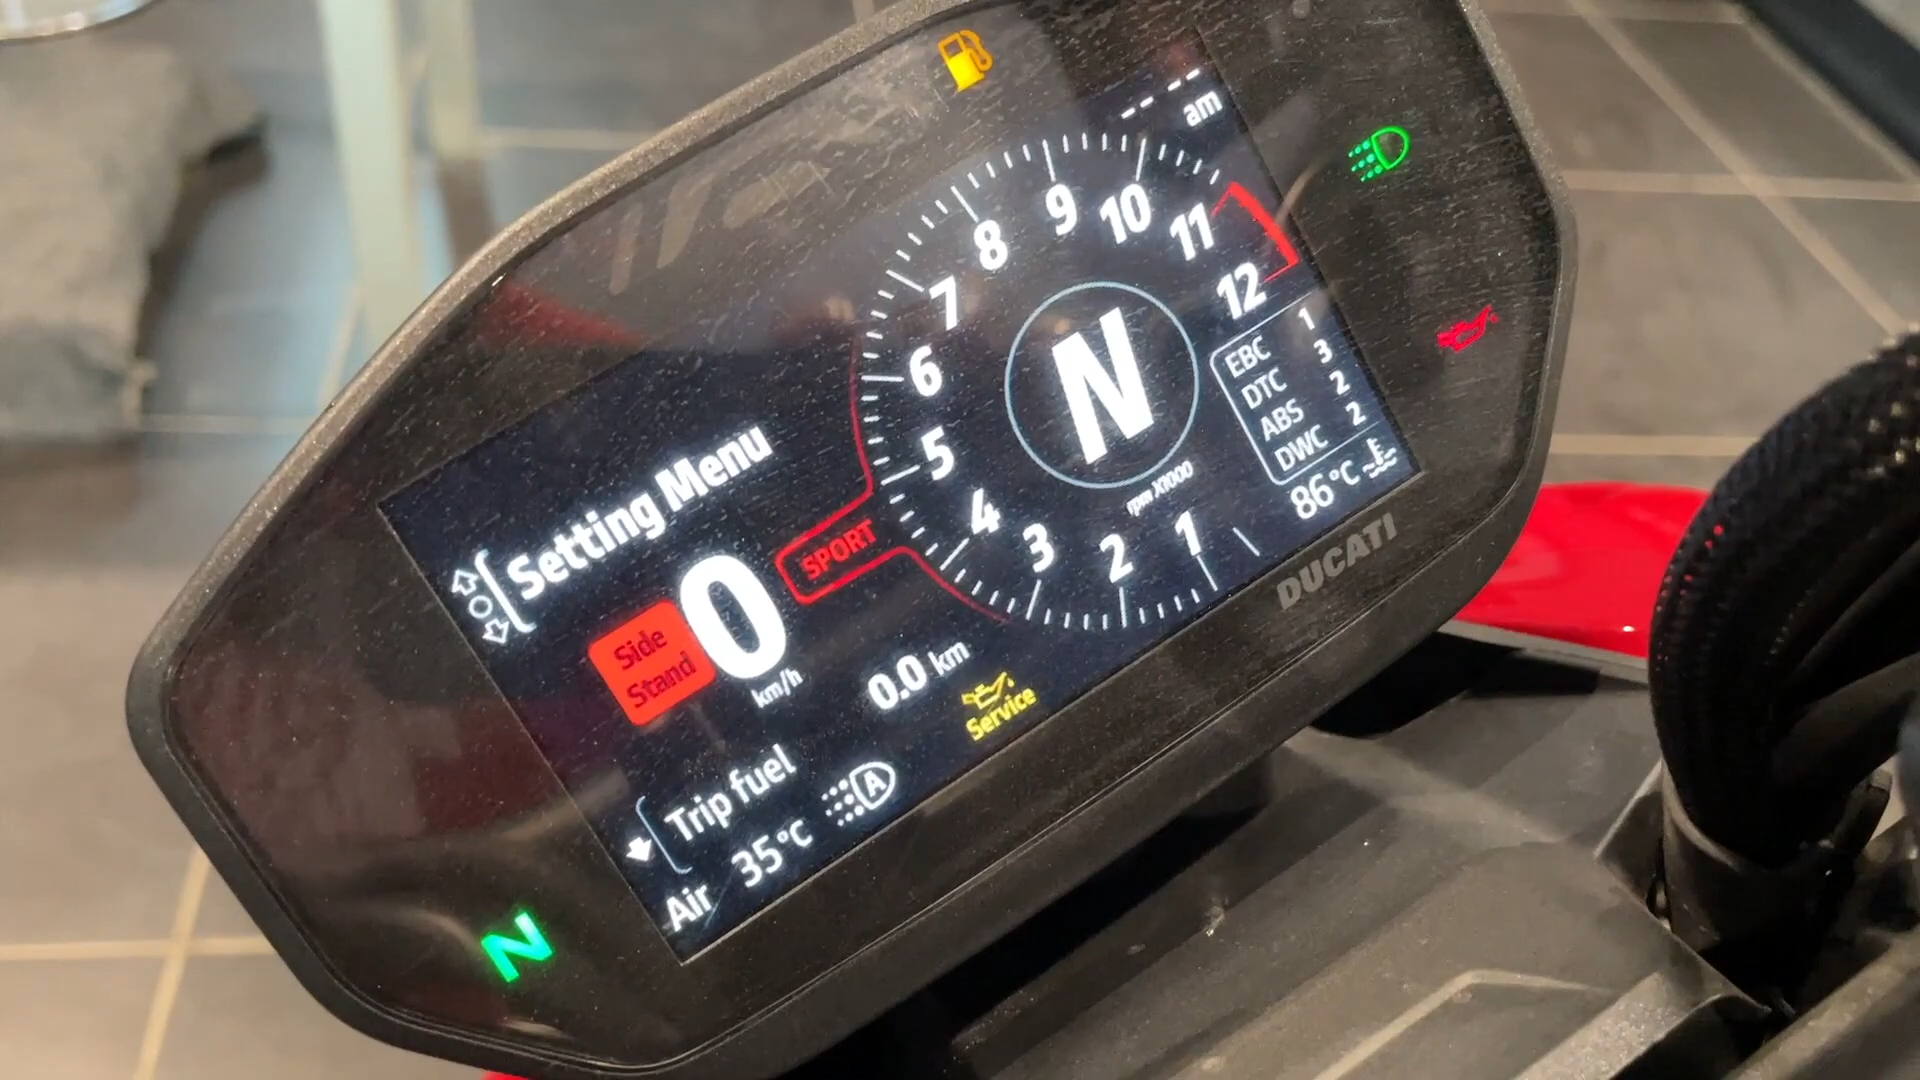 --:-- am
8 9 10 11 12
7
6
5
4 3 2 1
N
rpm X1000
EBC 1
DTC 3
ABS 2
DWC 2
86°C
Setting Menu
SPORT
Side
Stand
0
km/h
0.0 km
Service
Trip fuel
A
Air 35°C
N
DUCATI